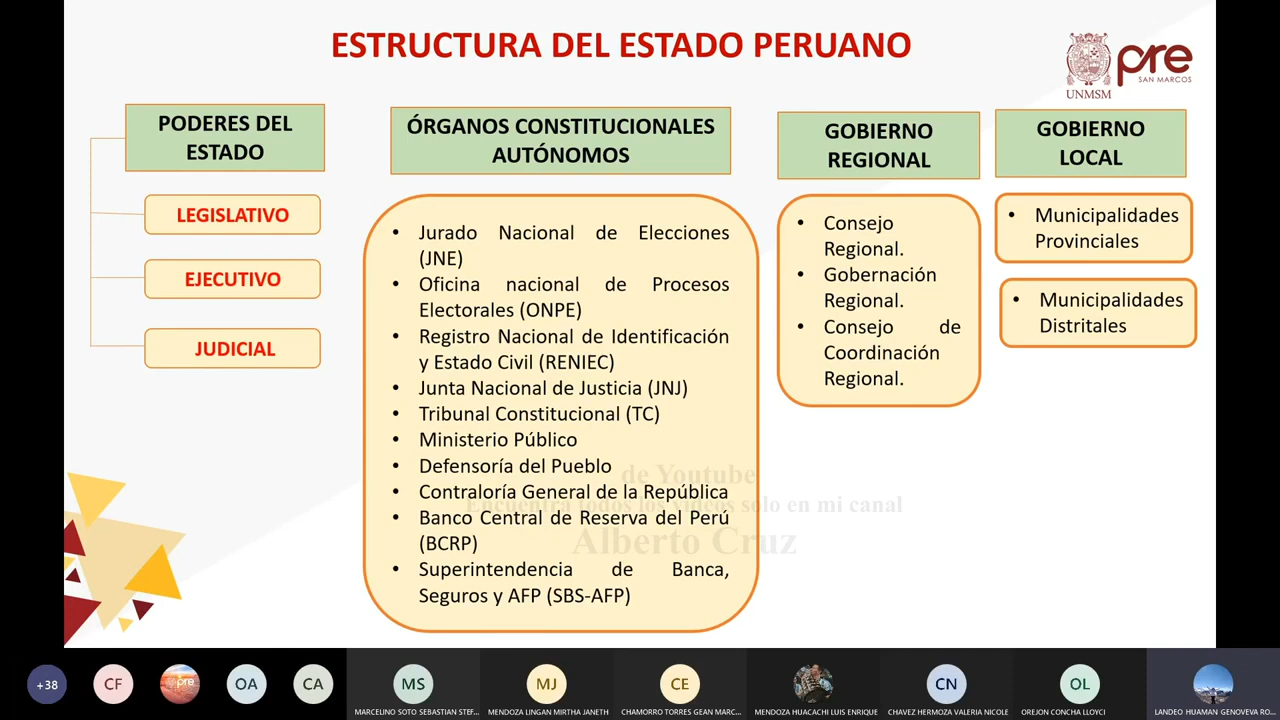 ESTRUCTURA DEL ESTADO PERUANO
UNMSM
pre
SAN MARCOS
PODERES DEL
ESTADO
LEGISLATIVO
EJECUTIVO
JUDICIAL
ÓRGANOS CONSTITUCIONALES
AUTÓNOMOS
• Jurado Nacional de Elecciones
(JNE)
• Oficina nacional de Procesos
Electorales (ONPE)
• Registro Nacional de Identificación
y Estado Civil (RENIEC)
• Junta Nacional de Justicia (JNJ)
• Tribunal Constitucional (TC)
• Ministerio Público
• Defensoría del Pueblo
• Contraloría General de la República
• Banco Central de Reserva del Perú
(BCRP)
• Superintendencia de Banca,
Seguros y AFP (SBS-AFP)
GOBIERNO
REGIONAL
• Consejo
Regional.
• Gobernación
Regional.
• Consejo de
Coordinación
Regional.
GOBIERNO
LOCAL
• Municipalidades
Provinciales
• Municipalidades
Distritales
de Youtube
Encuentra todos los videos solo en mi canal
Alberto Cruz
+38
CF
pre
OA
CA
MS
MARCELINO SOTO SEBASTIAN STEF...
MJ
MENDOZA LINGAN MIRTHA JANETH
CE
CHAMORRO TORRES GEAN MARC...
MENDOZA HUACACHI LUIS ENRIQUE
CN
CHAVEZ HERMOZA VALERIA NICOLE
OL
OREJON CONCHA LLOYCI
LANDEO HUAMAN GENOVEVA RO...